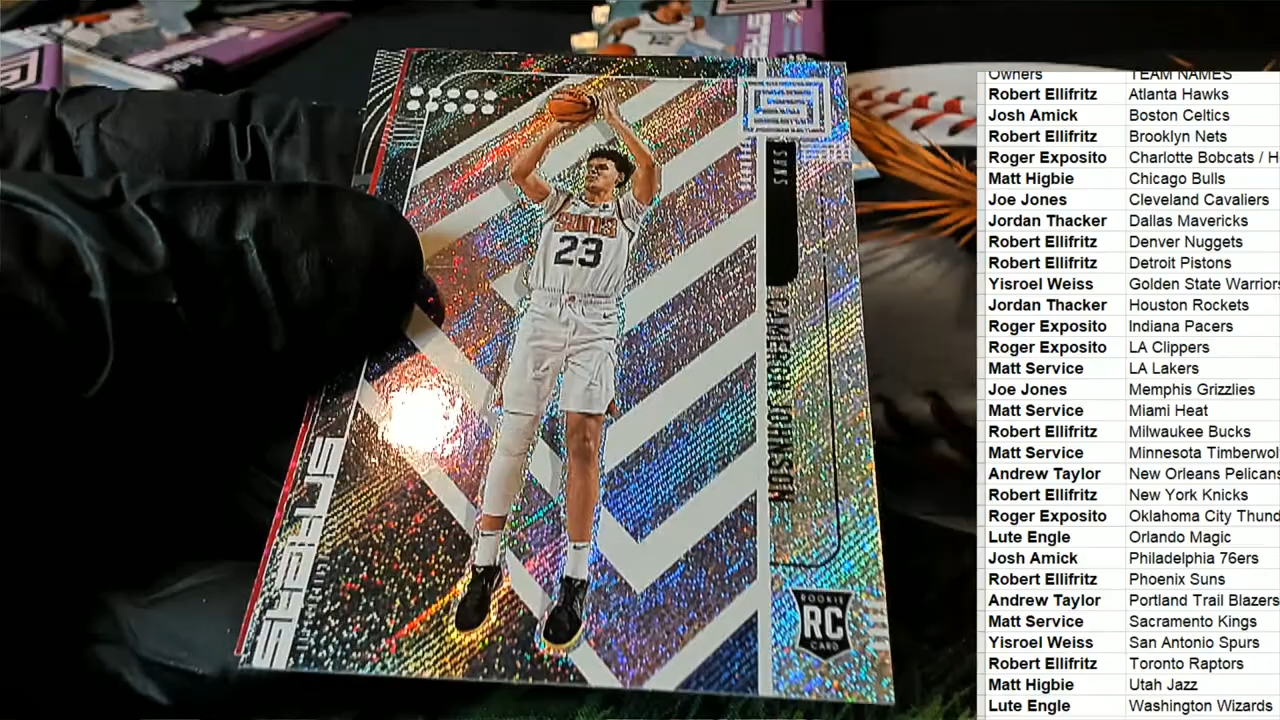 Owners TEAM NAMES
Robert Ellifritz Atlanta Hawks
Josh Amick Boston Celtics
Robert Ellifritz Brooklyn Nets
Roger Exposito Charlotte Bobcats / H
Matt Higbie Chicago Bulls
Joe Jones Cleveland Cavaliers
Jordan Thacker Dallas Mavericks
Robert Ellifritz Denver Nuggets
Robert Ellifritz Detroit Pistons
Yisroel Weiss Golden State Warriors
Jordan Thacker Houston Rockets
Roger Exposito Indiana Pacers
Roger Exposito LA Clippers
Matt Service LA Lakers
Joe Jones Memphis Grizzlies
Matt Service Miami Heat
Robert Ellifritz Milwaukee Bucks
Matt Service Minnesota Timberwol
Andrew Taylor New Orleans Pelicans
Robert Ellifritz New York Knicks
Roger Exposito Oklahoma City Thund
Lute Engle Orlando Magic
Josh Amick Philadelphia 76ers
Robert Ellifritz Phoenix Suns
Andrew Taylor Portland Trail Blazers
Matt Service Sacramento Kings
Yisroel Weiss San Antonio Spurs
Robert Ellifritz Toronto Raptors
Matt Higbie Utah Jazz
Lute Engle Washington Wizards
SUNS
CAMERON JOHNSON
SUNS
23
ROOKIE
RC
CARD